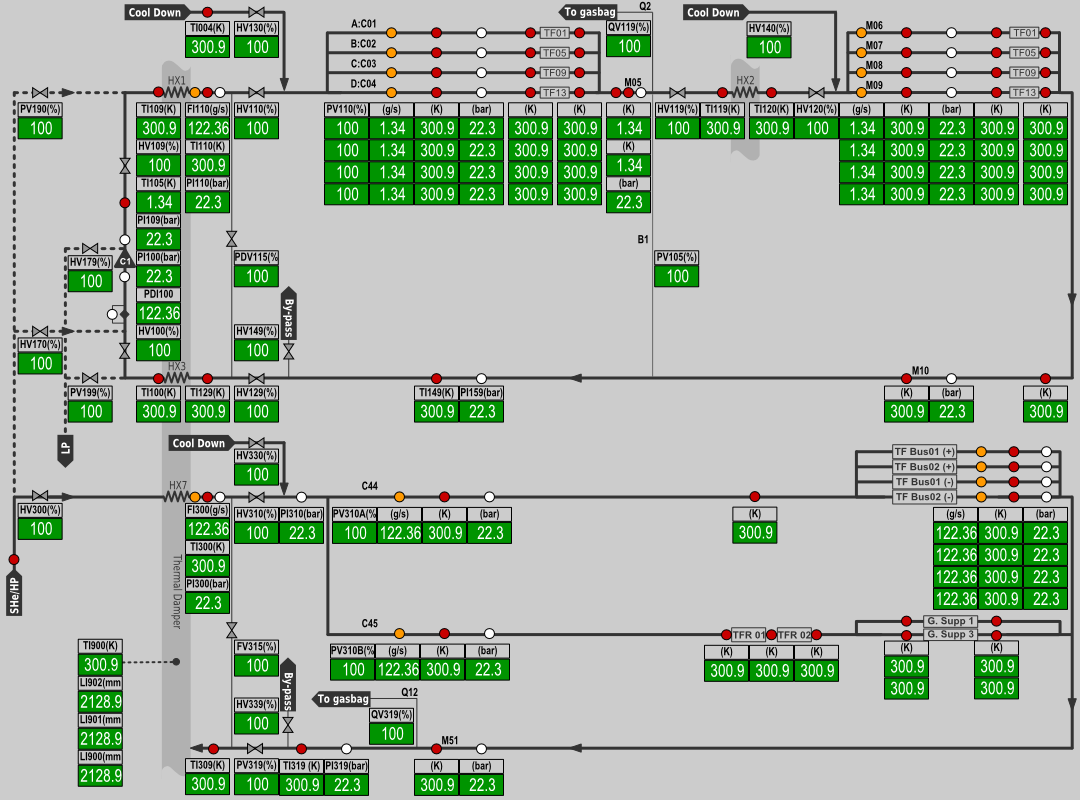 Cool Down
TI004(K)
300.9
HV130(%)
100
A:C01
B:C02
C:C03
D:C04
TF01
TF05
TF09
TF13
To gasbag
Q2
QV119(%)
100
Cool Down
HV140(%)
100
M06
M07
M08
M09
TF01
TF05
TF09
TF13
HX1
M05
HX2
PV190(%)
100
TI109(K)
300.9
HV109(%)
100
TI105(K)
1.34
PI109(bar)
22.3
PI100(bar)
22.3
PDI100
122.36
HV100(%)
100
FI110(g/s)
122.36
TI110(K)
300.9
PI110(bar)
22.3
HV110(%)
100
PV110(%) (g/s) (K) (bar) (K) (K)
100 1.34 300.9 22.3 300.9 300.9
100 1.34 300.9 22.3 300.9 300.9
100 1.34 300.9 22.3 300.9 300.9
100 1.34 300.9 22.3 300.9 300.9
(K)
1.34
(K)
1.34
(bar)
22.3
HV119(%)
100
TI119(K)
300.9
TI120(K)
300.9
HV120(%)
100
(g/s) (K) (bar) (K) (K)
1.34 300.9 22.3 300.9 300.9
1.34 300.9 22.3 300.9 300.9
1.34 300.9 22.3 300.9 300.9
1.34 300.9 22.3 300.9 300.9
C1
HV179(%)
100
HV170(%)
100
PV199(%)
100
LP
PDV115(%
100
HV149(%)
100
By-pass
B1
PV105(%)
100
HX3
TI100(K)
300.9
TI129(K)
300.9
HV129(%)
100
TI149(K)
300.9
PI159(bar)
22.3
M10
(K)
300.9
(bar)
22.3
(K)
300.9
Cool Down
HV330(%)
100
HX7
HV300(%)
100
SHe/HP
FI300(g/s)
122.36
TI300(K)
300.9
PI300(bar)
22.3
Thermal Damper
HV310(%)
100
PI310(bar)
22.3
C44
PV310A(% (g/s) (K) (bar)
100 122.36 300.9 22.3
(K)
300.9
TF Bus01 (+)
TF Bus02 (+)
TF Bus01 (-)
TF Bus02 (-)
(g/s) (K) (bar)
122.36 300.9 22.3
122.36 300.9 22.3
122.36 300.9 22.3
122.36 300.9 22.3
C45
PV310B(% (g/s) (K) (bar)
100 122.36 300.9 22.3
TFR 01
TFR 02
(K) (K) (K)
300.9 300.9 300.9
G. Supp 1
G. Supp 3
(K) (K)
300.9 300.9
300.9 300.9
TI900(K)
300.9
LI902(mm
2128.9
LI901(mm
2128.9
LI900(mm
2128.9
FV315(%)
100
HV339(%)
100
By-pass
To gasbag
Q12
QV319(%)
100
M51
TI309(K)
300.9
PV319(%)
100
TI319 (K)
300.9
PI319(bar)
22.3
(K)
300.9
(bar)
22.3